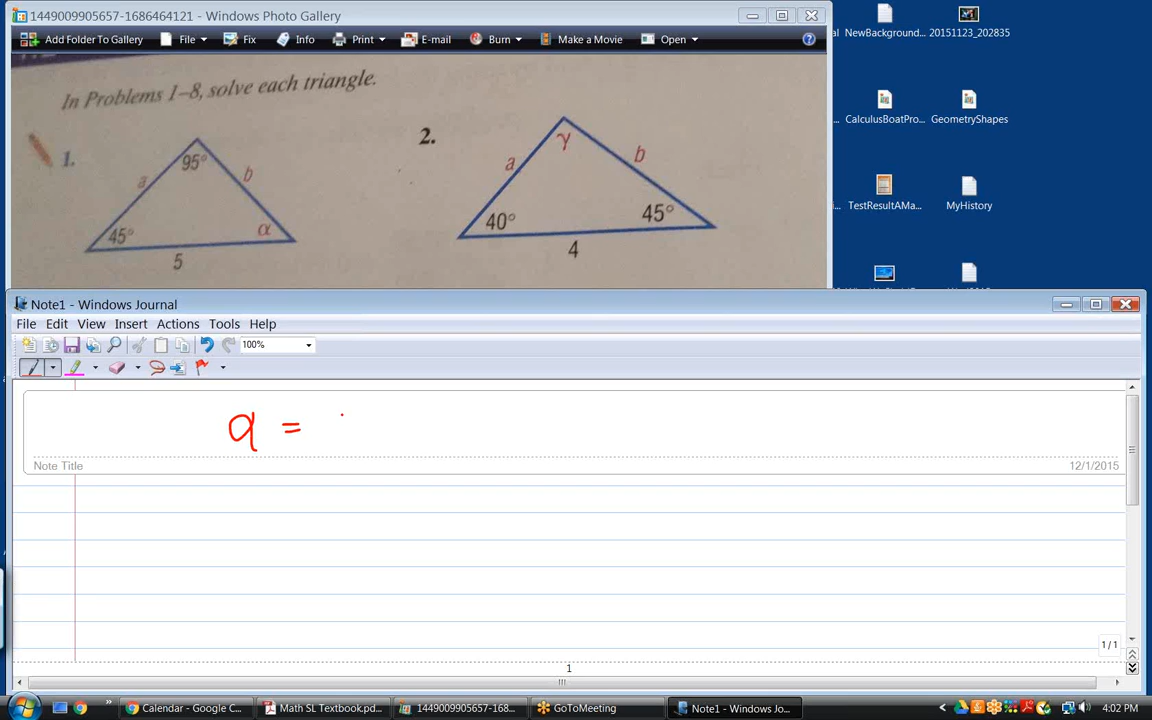 1449009905657-1686464121 - Windows Photo Gallery
Add Folder To Gallery File Fix Info Print E-mail Burn Make a Movie Open
In Problems 1–8, solve each triangle.
1.
95°
a
b
45°
α
5
2.
γ
a
b
40°
45°
4
NewBackground... 20151123_202835
CalculusBoatPro... GeometryShapes
TestResultAMa... MyHistory
Note1 - Windows Journal
File Edit View Insert Actions Tools Help
100%
a =
Note Title 12/1/2015
1 / 1
1
Calendar - Google C... Math SL Textbook.pd... 1449009905657-168... GoToMeeting Note1 - Windows Jo... 4:02 PM